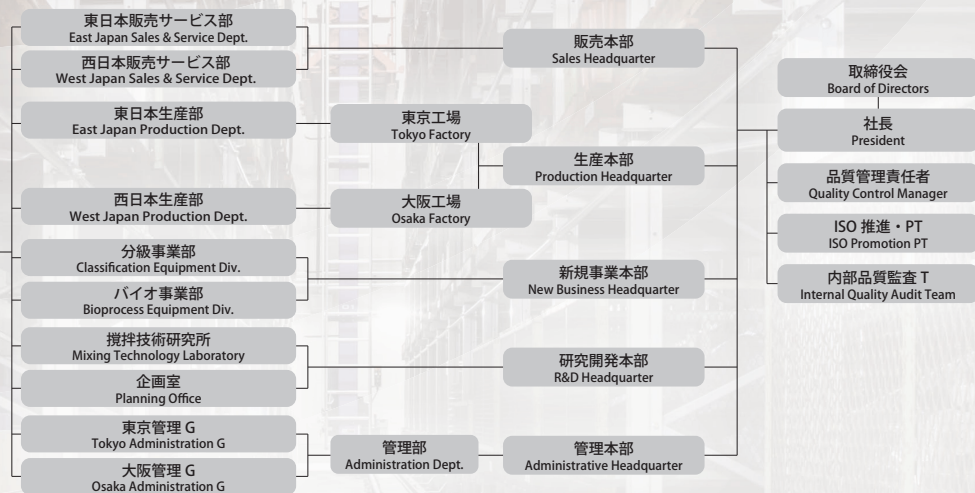 東日本販売サービス部
East Japan Sales & Service Dept.
西日本販売サービス部
West Japan Sales & Service Dept.
東日本生産部
East Japan Production Dept.
西日本生産部
West Japan Production Dept.
分級事業部
Classification Equipment Div.
バイオ事業部
Bioprocess Equipment Div.
撹拌技術研究所
Mixing Technology Laboratory
企画室
Planning Office
東京管理 G
Tokyo Administration G
大阪管理 G
Osaka Administration G
東京工場
Tokyo Factory
大阪工場
Osaka Factory
管理部
Administration Dept.
販売本部
Sales Headquarter
生産本部
Production Headquarter
新規事業本部
New Business Headquarter
研究開発本部
R&D Headquarter
管理本部
Administrative Headquarter
取締役会
Board of Directors
社長
President
品質管理責任者
Quality Control Manager
ISO 推進・PT
ISO Promotion PT
内部品質監査 T
Internal Quality Audit Team